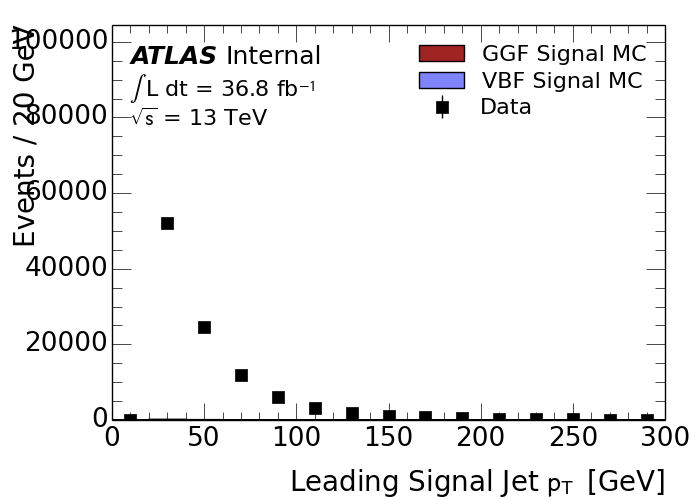 ATLAS Internal
∫L dt = 36.8 fb⁻¹
√s = 13 TeV
GGF Signal MC
VBF Signal MC
Data
Events / 20 GeV
100000
80000
60000
40000
20000
0
0 50 100 150 200 250 300
Leading Signal Jet pT [GeV]